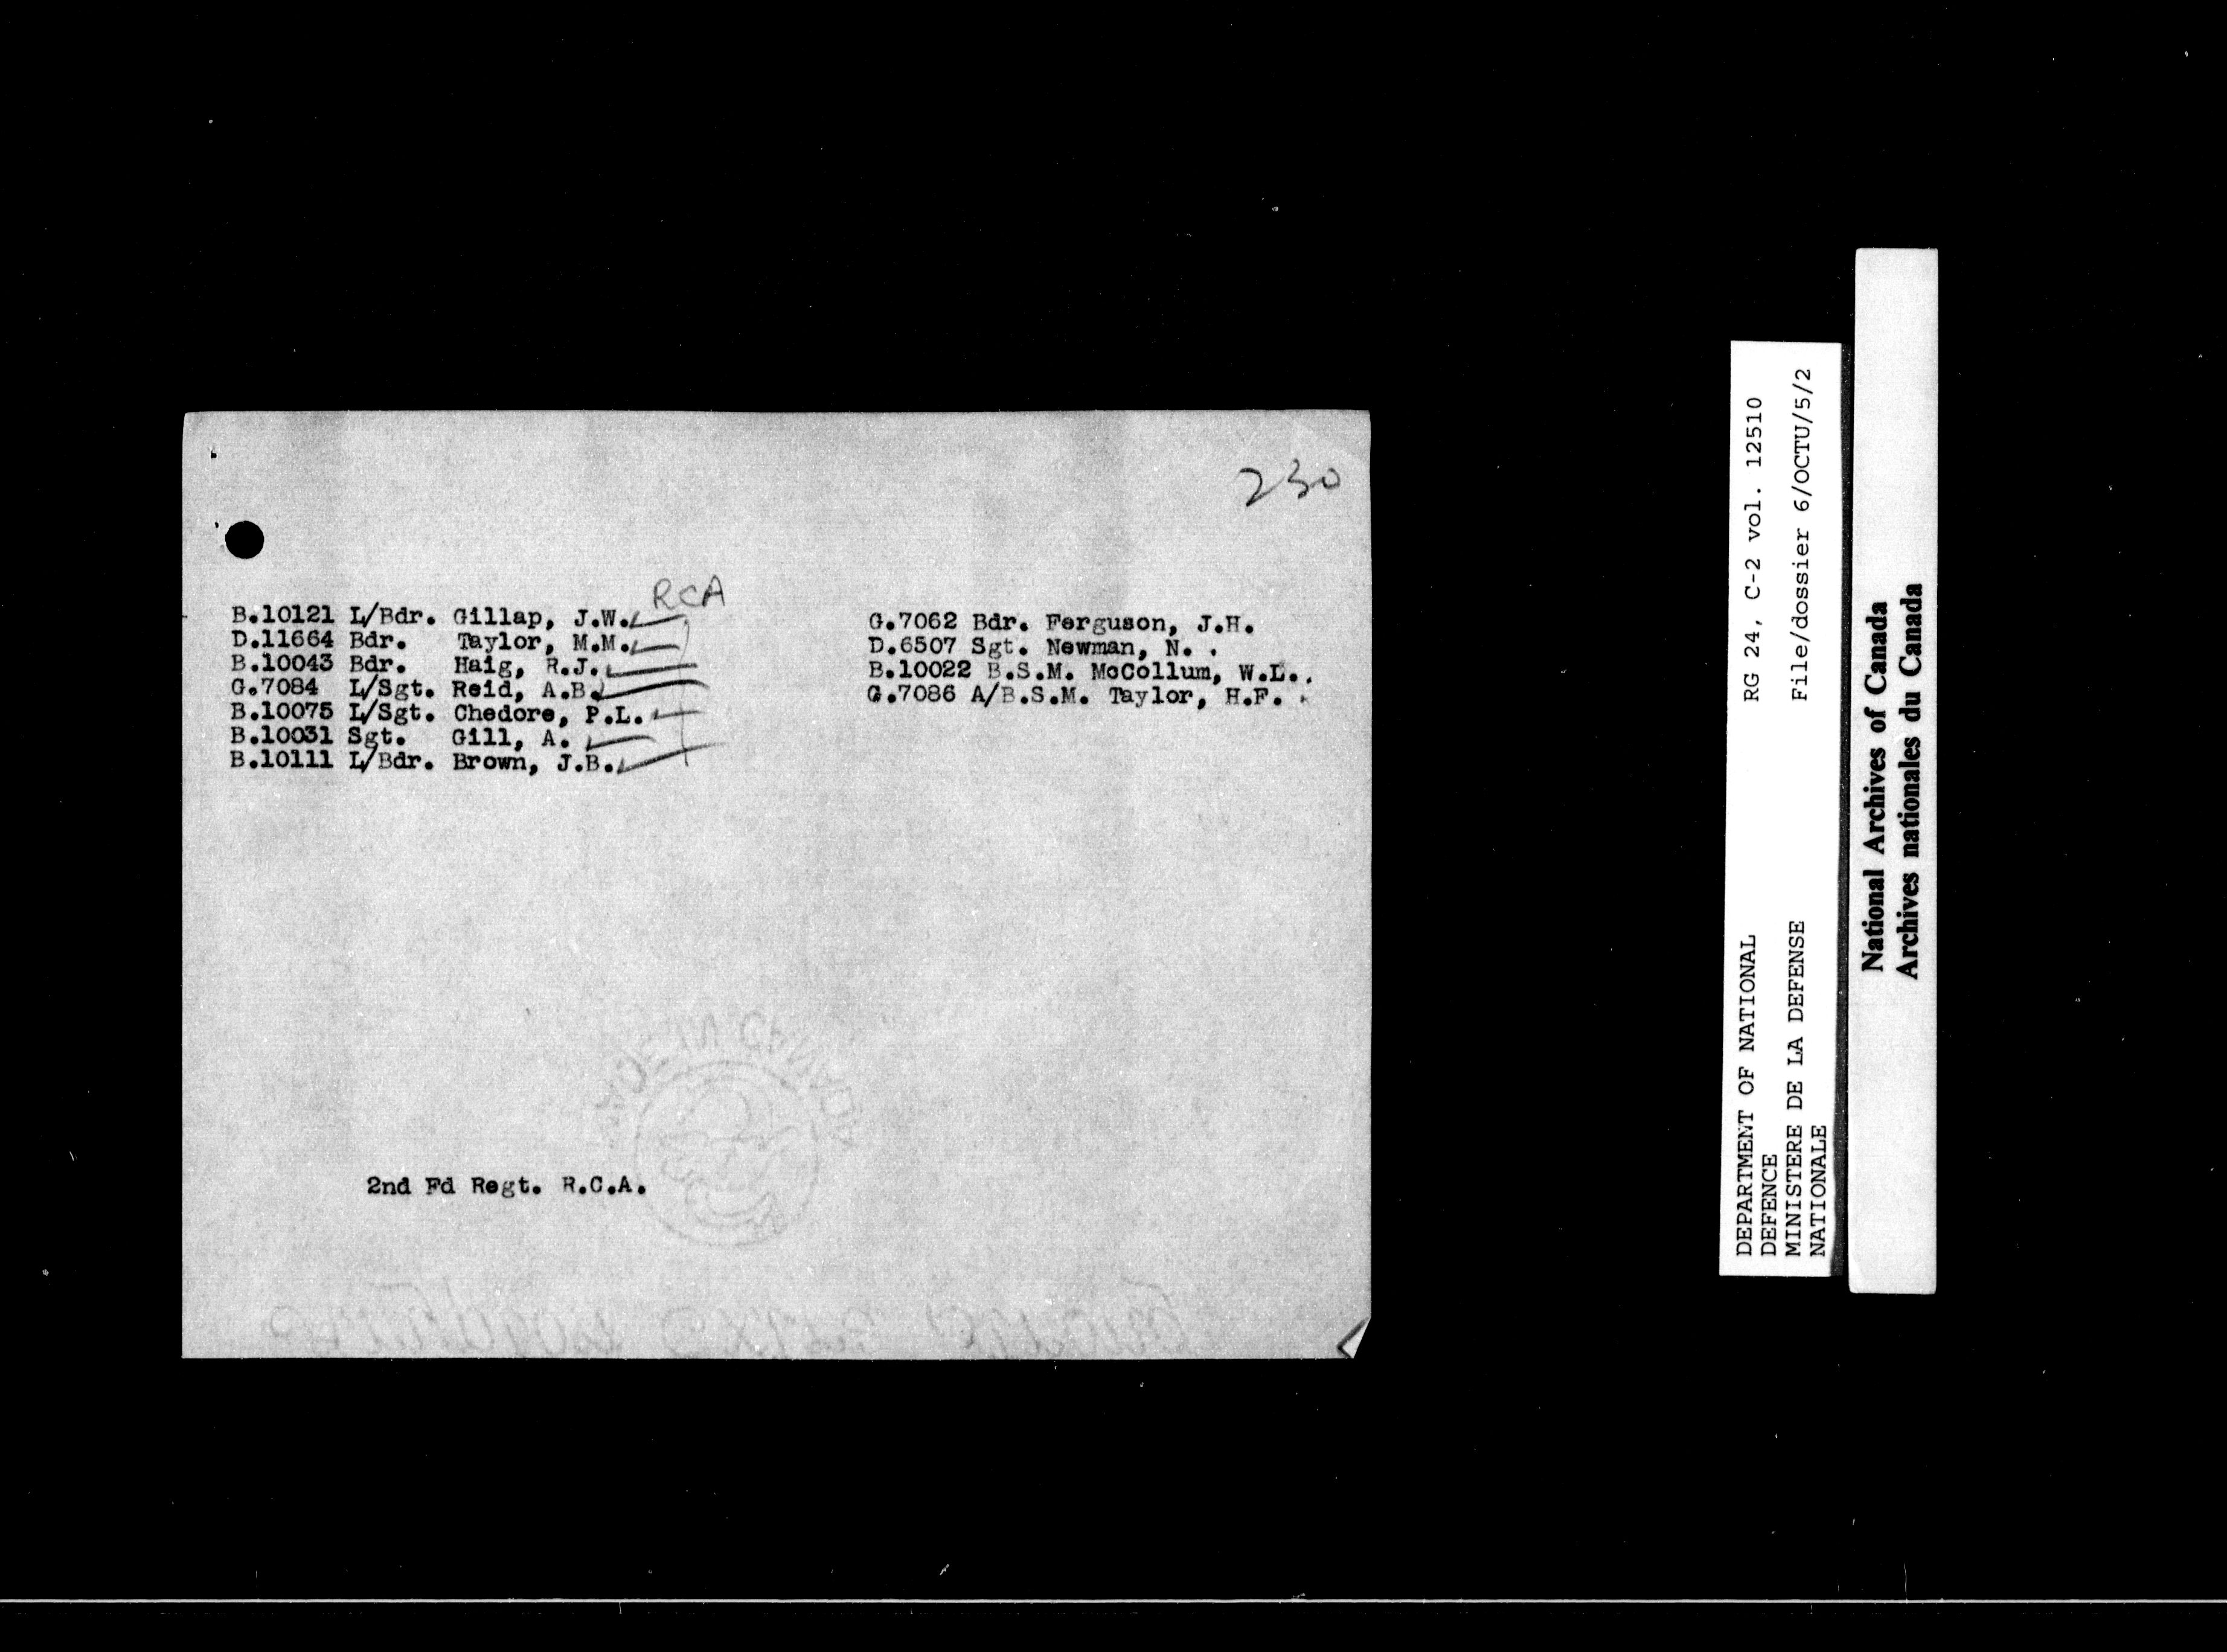 230
RCA
B.10121 L/Bdr. Gillap, J.W.
D.11664 Bdr. Taylor, M.M.
B.10043 Bdr. Haig, R.J.
G.7084 L/Sgt. Reid, A.B.
B.10075 L/Sgt. Chedore, P.L.
B.10031 Sgt. Gill, A.
B.10111 L/Bdr. Brown, J.B.
G.7062 Bdr. Ferguson, J.H.
D.6507 Sgt. Newman, N. .
B.10022 B.S.M. McCollum, W.L..
G.7086 A/B.S.M. Taylor, H.F. .
MADE IN CANADA
2nd Fd Regt. R.C.A.
DEPARTMENT OF NATIONAL RG 24, C-2 vol. 12510
DEFENCE
MINISTERE DE LA DEFENSE File/dossier 6/OCTU/5/2
NATIONALE
National Archives of Canada
Archives nationales du Canada